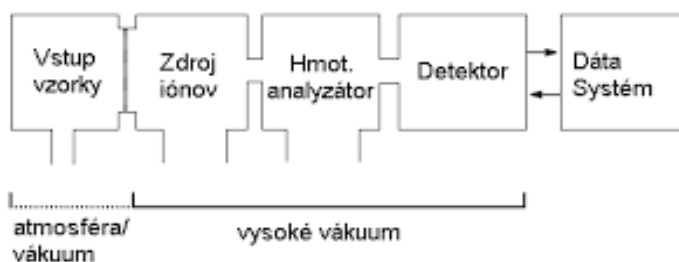 Vstup
vzorky
Zdroj
iónov
Hmot.
analyzátor
Detektor
Dáta
Systém
atmosféra/
vákuum
vysoké vákuum